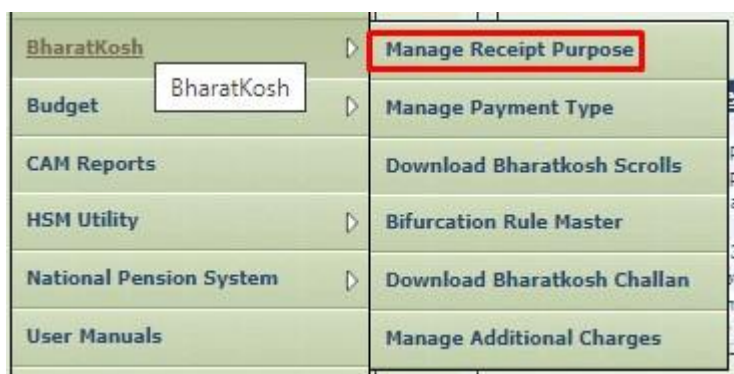 BharatKosh
BharatKosh
Budget
CAM Reports
HSM Utility
National Pension System
User Manuals
Manage Receipt Purpose
Manage Payment Type
Download Bharatkosh Scrolls
Bifurcation Rule Master
Download Bharatkosh Challan
Manage Additional Charges